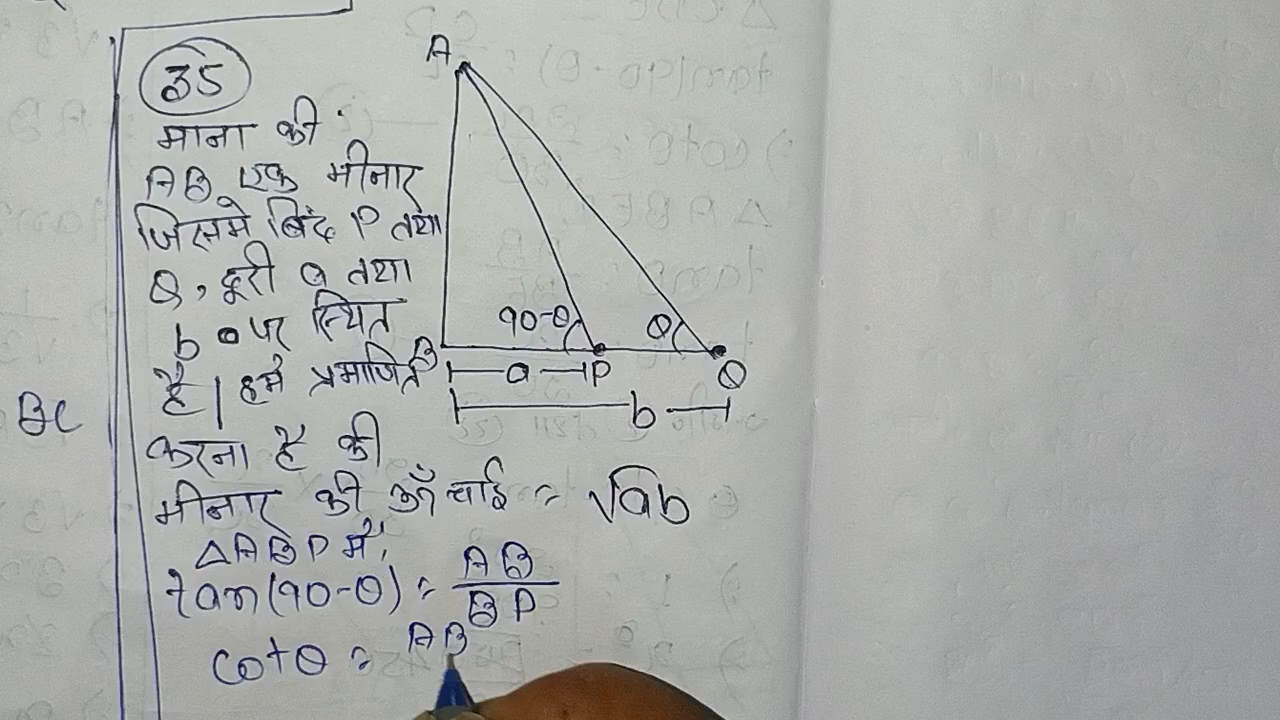 35
माना की
AB एक मीनार
जिसमे बिंदु P तथा
Q, दूरी a तथा
b पर स्थित
है। हमे प्रमाणित
करना है की
मीनार की ऊँचाई = √ab
△ABP में,
tan(90-θ) = AB/BP
cotθ = AB
A
90-θ
θ
B
a
P
Q
b
BC